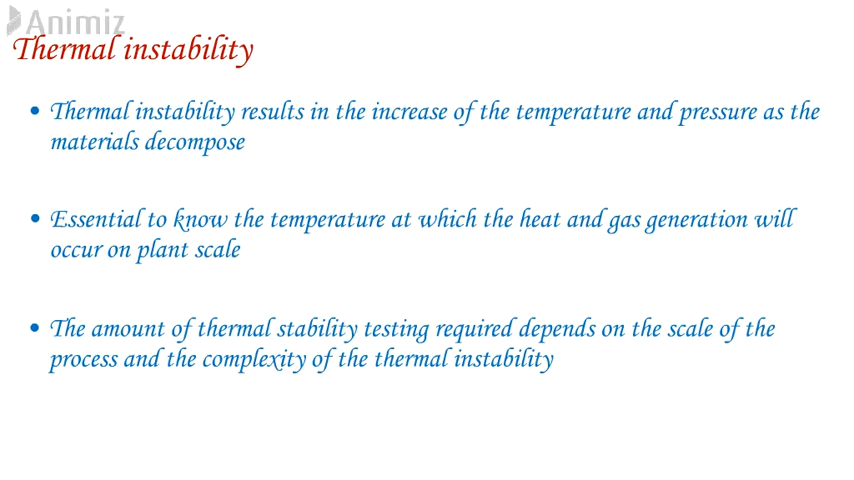 Animiz
Thermal instability
• Thermal instability results in the increase of the temperature and pressure as the
materials decompose
• Essential to know the temperature at which the heat and gas generation will
occur on plant scale
• The amount of thermal stability testing required depends on the scale of the
process and the complexity of the thermal instability